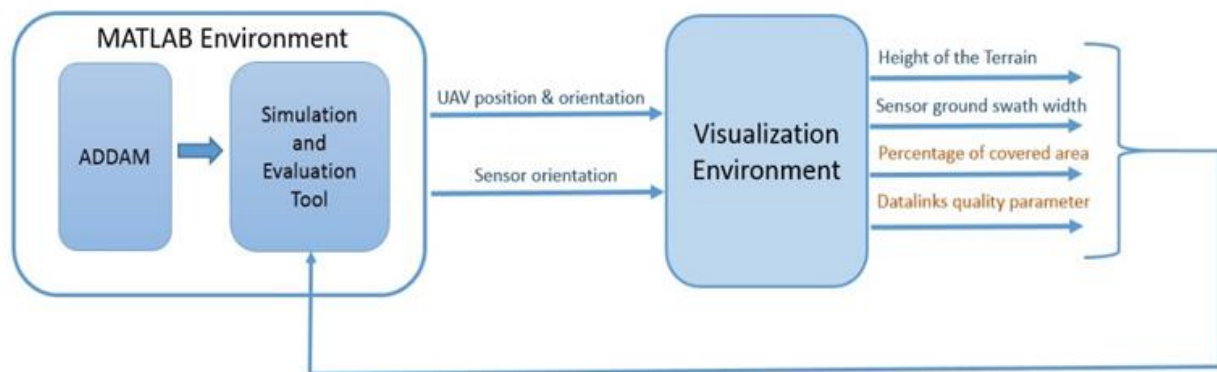 MATLAB Environment
ADDAM
Simulation
and
Evaluation
Tool
UAV position & orientation
Sensor orientation
Visualization
Environment
Height of the Terrain
Sensor ground swath width
Percentage of covered area
Datalinks quality parameter